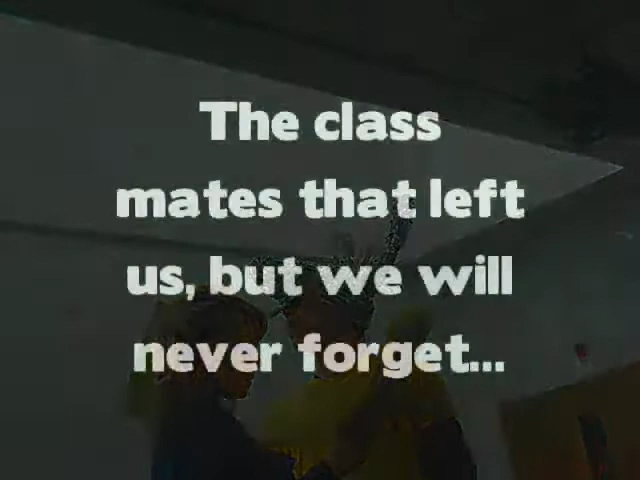 The class
mates that left
us, but we will
never forget...